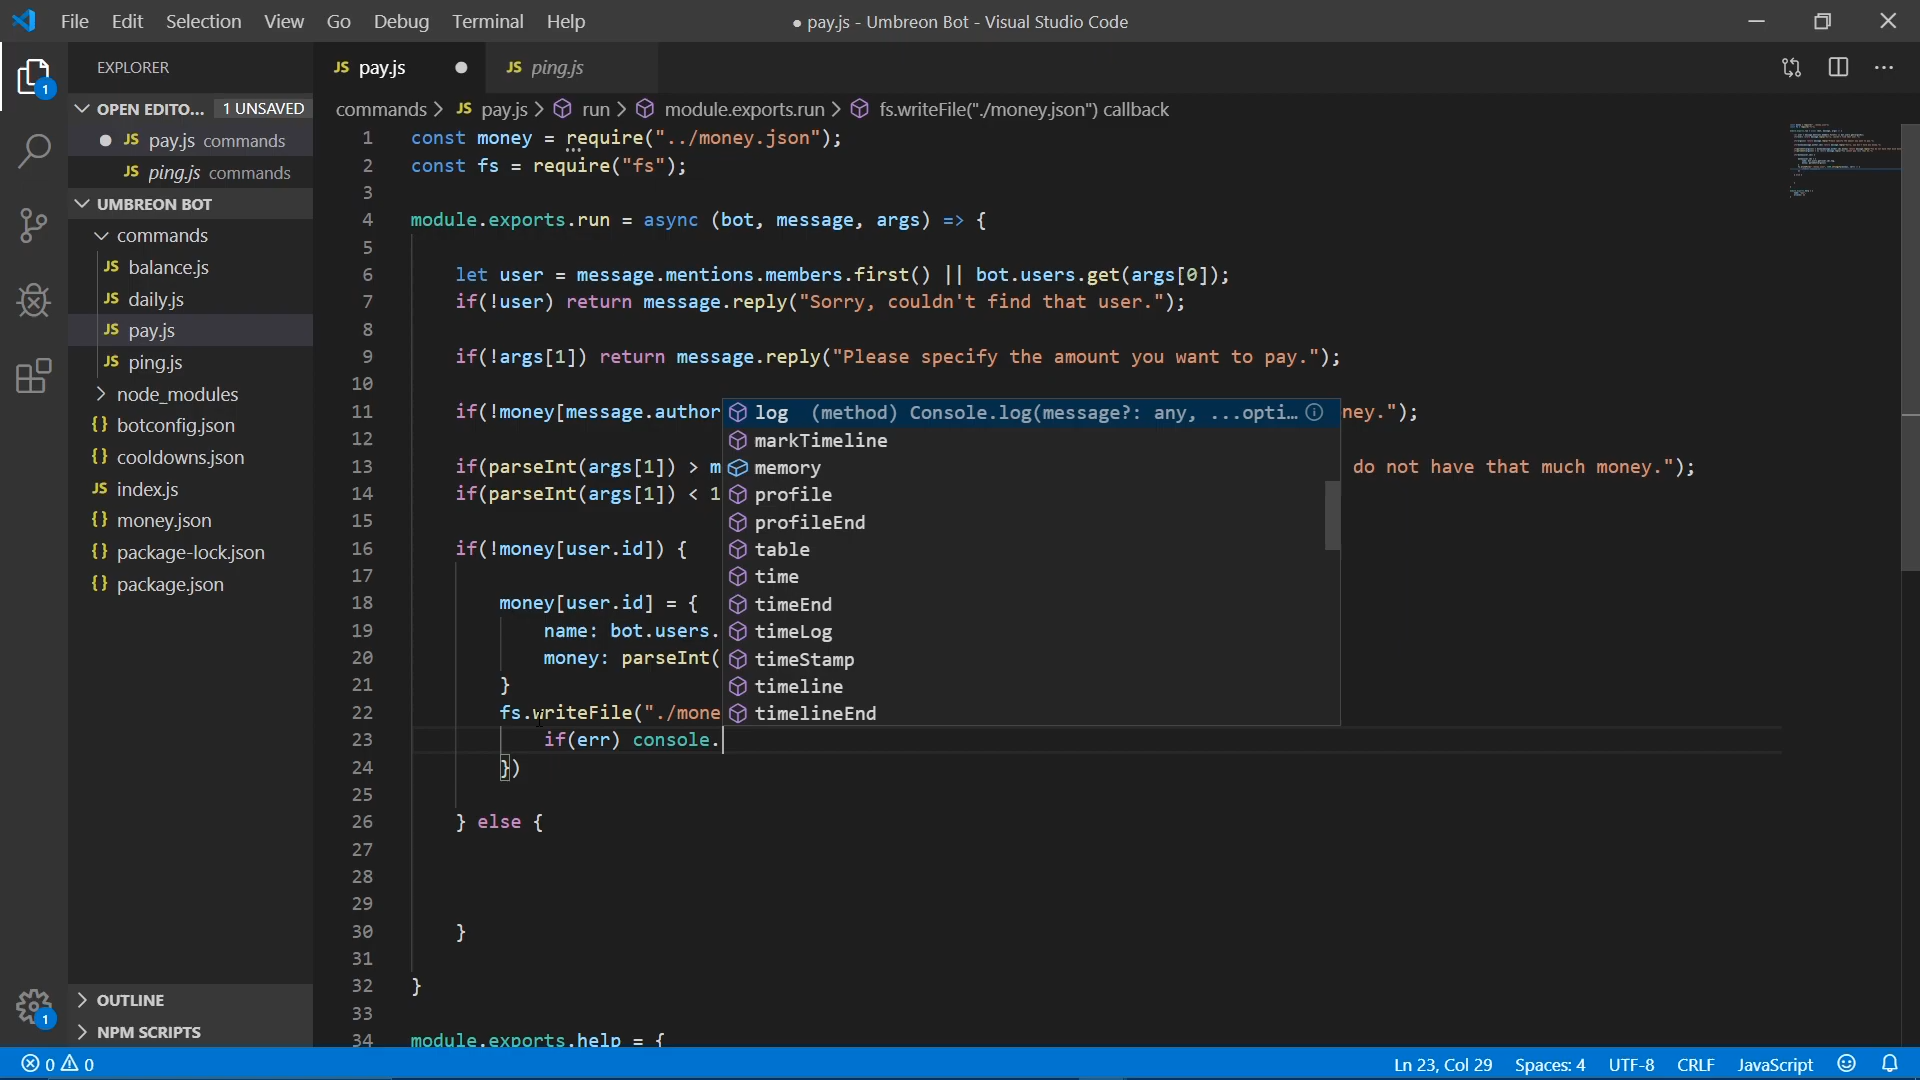 File Edit Selection View Go Debug Terminal Help
● pay.js - Umbreon Bot - Visual Studio Code
EXPLORER
OPEN EDITO... 1 UNSAVED
JS pay.js commands
JS ping.js commands
UMBREON BOT
commands
JS balance.js
JS daily.js
JS pay.js
JS ping.js
node_modules
{} botconfig.json
{} cooldowns.json
JS index.js
{} money.json
{} package-lock.json
{} package.json
OUTLINE
NPM SCRIPTS
1
1
JS pay.js ●
JS ping.js
commands > JS pay.js > run > module.exports.run > fs.writeFile("./money.json") callback
1 const money = require("../money.json");
2 const fs = require("fs");
3
4 module.exports.run = async (bot, message, args) => {
5
6 let user = message.mentions.members.first() || bot.users.get(args[0]);
7 if(!user) return message.reply("Sorry, couldn't find that user.");
8
9 if(!args[1]) return message.reply("Please specify the amount you want to pay.");
10
11 if(!money[message.author ney.");
12
13 if(parseInt(args[1]) > m do not have that much money.");
14 if(parseInt(args[1]) < 1
15
16 if(!money[user.id]) {
17
18 money[user.id] = {
19 name: bot.users.
20 money: parseInt(
21 }
22 fs.writeFile("./mone
23 if(err) console.
24 })
25
26 } else {
27
28
29
30 }
31
32 }
33
34 module.exports.help = {
log (method) Console.log(message?: any, ...opti...
markTimeline
memory
profile
profileEnd
table
time
timeEnd
timeLog
timeStamp
timeline
timelineEnd
0 0
Ln 23, Col 29 Spaces: 4 UTF-8 CRLF JavaScript